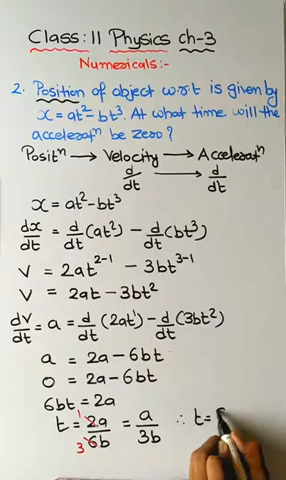 Class:11 Physics ch-3
Numericals:-
2. Position of object w.r.t is given by
x=at²-bt³. At what time will the
acceleratⁿ be zero?
Positⁿ → Velocity → Acceleratⁿ
d/dt → d/dt
x = at²-bt³
dx/dt = d/dt (at²) - d/dt (bt³)
v = 2at²⁻¹ - 3bt³⁻¹
v = 2at - 3bt²
dv/dt = a = d/dt (2at¹) - d/dt (3bt²)
a = 2a - 6bt
0 = 2a - 6bt
6bt = 2a
t = 2a/6b = a/3b ∴ t=
1
3